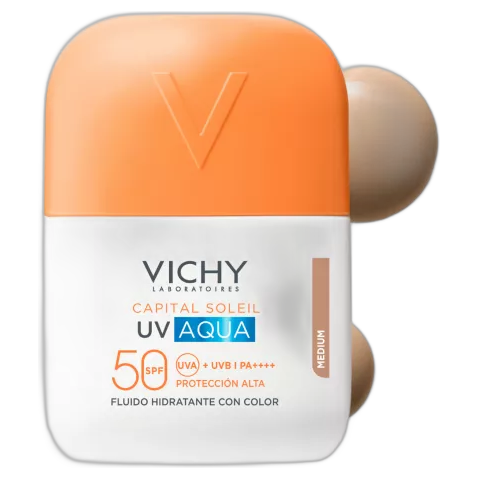 V
VICHY
LABORATOIRES
CAPITAL SOLEIL
UV AQUA
50 SPF UVA + UVB I PA++++
PROTECCIÓN ALTA
FLUIDO HIDRATANTE CON COLOR
MEDIUM